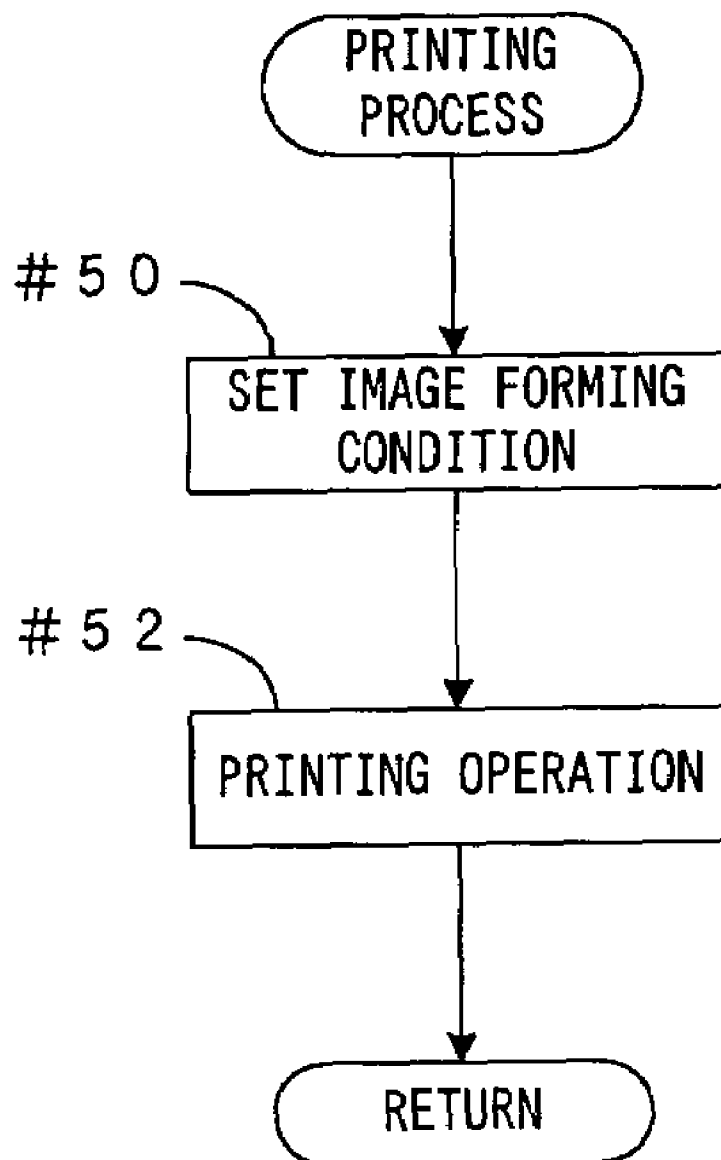 PRINTING
PROCESS
#50
SET IMAGE FORMING
CONDITION
#52
PRINTING OPERATION
RETURN